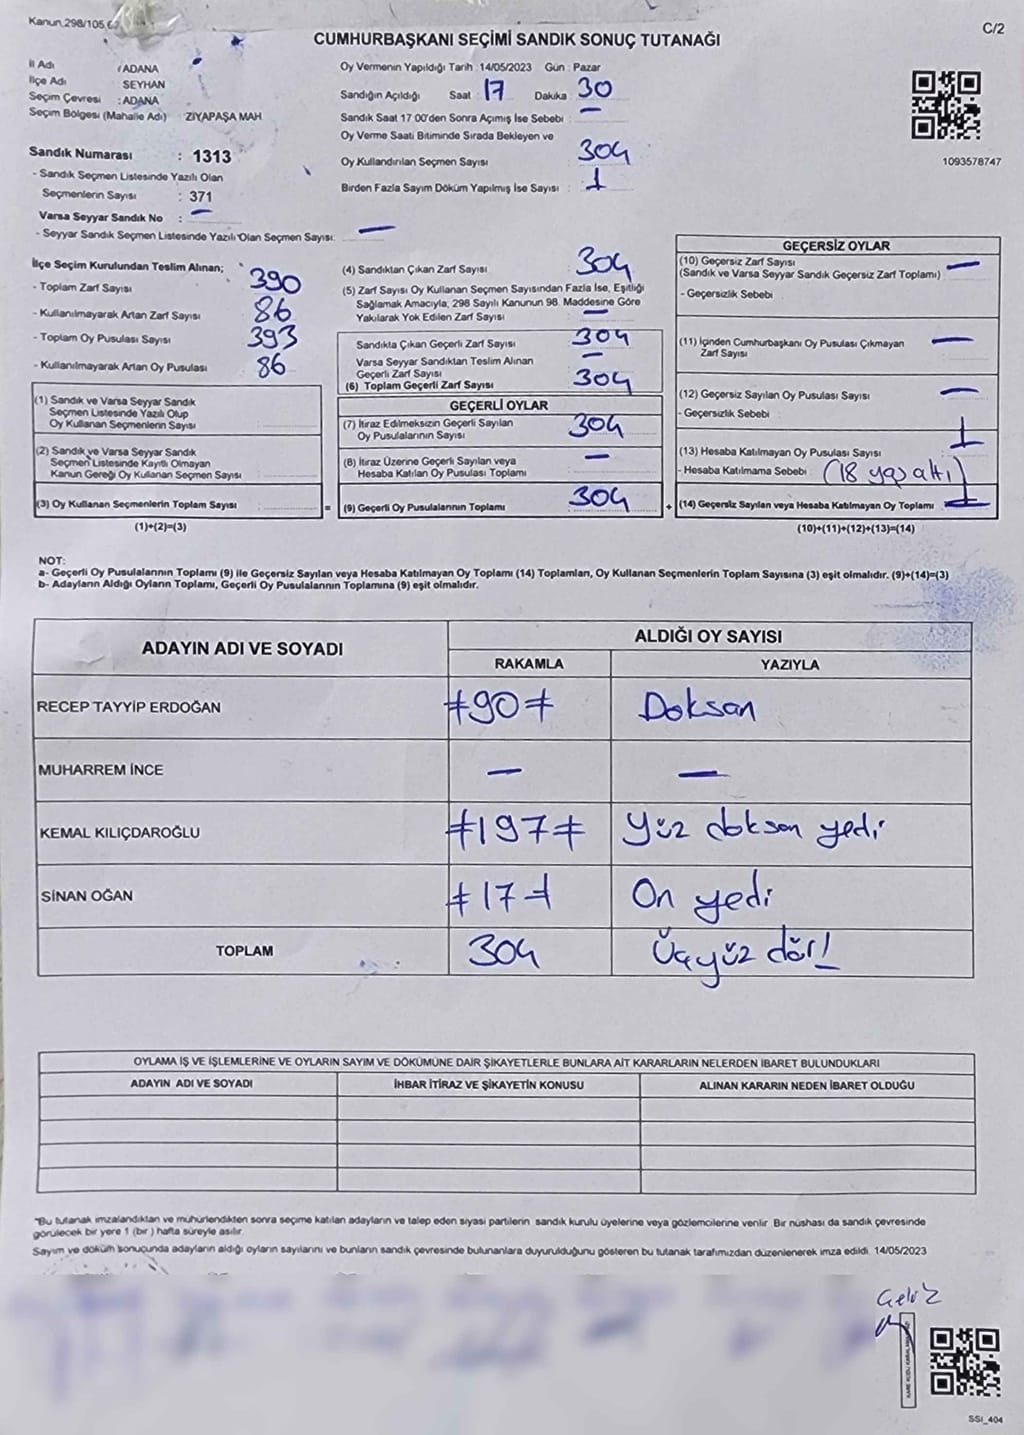 Kanun.298/105
C/2
CUMHURBAŞKANI SEÇİMİ SANDIK SONUÇ TUTANAĞI
İl Adı : ADANA
İlçe Adı SEYHAN
Seçim Çevresi : ADANA
Seçim Bölgesi (Mahalle Adı) ZİYAPAŞA MAH
Oy Vermenin Yapıldığı Tarih : 14/05/2023 Gün : Pazar
Sandığın Açıldığı Saat 17 Dakika 30
Sandık Saat 17 00'den Sonra Açımış İse Sebebi : —
Oy Verme Saati Bitiminde Sırada Bekleyen ve
Oy Kullandırılan Seçmen Sayısı 304
Birden Fazla Sayım Döküm Yapılmış İse Sayısı : 1
1093578747
Sandık Numarası : 1313
- Sandık Seçmen Listesinde Yazılı Olan
Seçmenlerin Sayısı : 371
Varsa Seyyar Sandık No : —
- Seyyar Sandık Seçmen Listesinde Yazılı Olan Seçmen Sayısı: —
İlçe Seçim Kurulundan Teslim Alınan;
- Toplam Zarf Sayısı 390
- Kullanılmayarak Artan Zarf Sayısı 86
- Toplam Oy Pusulası Sayısı 393
- Kullanılmayarak Artan Oy Pusulası 86
(1) Sandık ve Varsa Seyyar Sandık
Seçmen Listesinde Yazılı Olup
Oy Kullanan Seçmenlerin Sayısı
(2) Sandık ve Varsa Seyyar Sandık
Seçmen Listesinde Kayıtlı Olmayan
Kanun Gereği Oy Kullanan Seçmen Sayısı
(3) Oy Kullanan Seçmenlerin Toplam Sayısı
(1)+(2)=(3)
=
(4) Sandıktan Çıkan Zarf Sayısı 304
(5) Zarf Sayısı Oy Kullanan Seçmen Sayısından Fazla İse, Eşitliği
Sağlamak Amacıyla, 298 Sayılı Kanunun 98. Maddesine Göre
Yakılarak Yok Edilen Zarf Sayısı —
Sandıkta Çıkan Geçerli Zarf Sayısı 304
Varsa Seyyar Sandıktan Teslim Alınan
Geçerli Zarf Sayısı —
(6) Toplam Geçerli Zarf Sayısı 304
GEÇERLİ OYLAR
(7) İtiraz Edilmeksizin Geçerli Sayılan
Oy Pusulalarının Sayısı 304
(8) İtiraz Üzerine Geçerli Sayılan veya
Hesaba Katılan Oy Pusulası Toplamı —
(9) Geçerli Oy Pusulalarının Toplamı 304
+
GEÇERSİZ OYLAR
(10) Geçersiz Zarf Sayısı
(Sandık ve Varsa Seyyar Sandık Geçersiz Zarf Toplamı) —
- Geçersizlik Sebebi
(11) İçinden Cumhurbaşkanı Oy Pusulası Çıkmayan
Zarf Sayısı —
(12) Geçersiz Sayılan Oy Pusulası Sayısı —
- Geçersizlik Sebebi
(13) Hesaba Katılmayan Oy Pusulası Sayısı 1
- Hesaba Katılmama Sebebi (18 yaş altı)
(14) Geçersiz Sayılan veya Hesaba Katılmayan Oy Toplamı 1
(10)+(11)+(12)+(13)=(14)
NOT:
a- Geçerli Oy Pusulalarının Toplamı (9) ile Geçersiz Sayılan veya Hesaba Katılmayan Oy Toplamı (14) Toplamları, Oy Kullanan Seçmenlerin Toplam Sayısına (3) eşit olmalıdır. (9)+(14)=(3)
b- Adayların Aldığı Oyların Toplamı, Geçerli Oy Pusulalarının Toplamına (9) eşit olmalıdır.
ADAYIN ADI VE SOYADI
ALDIĞI OY SAYISI
RAKAMLA YAZIYLA
RECEP TAYYİP ERDOĞAN ≠90≠ Doksan
MUHARREM İNCE — —
KEMAL KILIÇDAROĞLU ≠197≠ Yüz doksan yedi
SİNAN OĞAN ≠17≠ On yedi
TOPLAM 304 Üçyüz dört
OYLAMA İŞ VE İŞLEMLERİNE VE OYLARIN SAYIM VE DÖKÜMÜNE DAİR ŞİKAYETLERLE BUNLARA AİT KARARLARIN NELERDEN İBARET BULUNDUKLARI
ADAYIN ADI VE SOYADI İHBAR İTİRAZ VE ŞİKAYETİN KONUSU ALINAN KARARIN NEDEN İBARET OLDUĞU
"Bu tutanak imzalandıktan ve mühürlendikten sonra seçime katılan adayların ve talep eden siyasi partilerin sandık kurulu üyelerine veya gözlemcilerine verilir. Bir nüshası da sandık çevresinde
görülecek bir yere 1 (bir ) hafta süreyle asılır.
Sayım ve döküm sonucunda adayların aldığı oyların sayılarını ve bunların sandık çevresinde bulunanlara duyurulduğunu gösteren bu tutanak tarafımızdan düzenlenerek imza edildi. 14/05/2023
SSİ_404